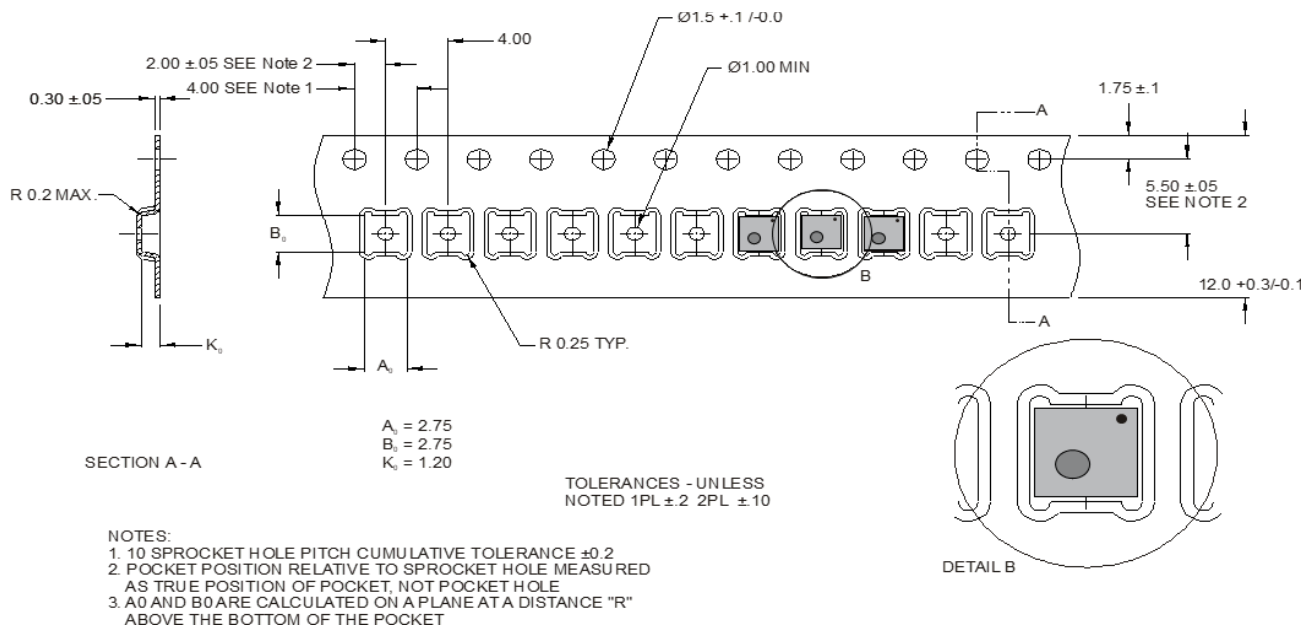 Ø1.5 +.1 /-0.0
4.00
2.00 ±.05 SEE Note 2
Ø1.00 MIN
4.00 SEE Note 1
0.30 ±.05
1.75 ±.1
A
R 0.2 MAX.
5.50 ±.05
SEE NOTE 2
B₀
B
12.0 +0.3/-0.1
A
K₀
R 0.25 TYP.
A₀
A₀ = 2.75
B₀ = 2.75
K₀ = 1.20
SECTION A - A
TOLERANCES - UNLESS
NOTED 1PL ±.2 2PL ±.10
NOTES:
1. 10 SPROCKET HOLE PITCH CUMULATIVE TOLERANCE ±0.2
2. POCKET POSITION RELATIVE TO SPROCKET HOLE MEASURED
AS TRUE POSITION OF POCKET, NOT POCKET HOLE
3. A0 AND B0 ARE CALCULATED ON A PLANE AT A DISTANCE "R"
ABOVE THE BOTTOM OF THE POCKET
DETAIL B